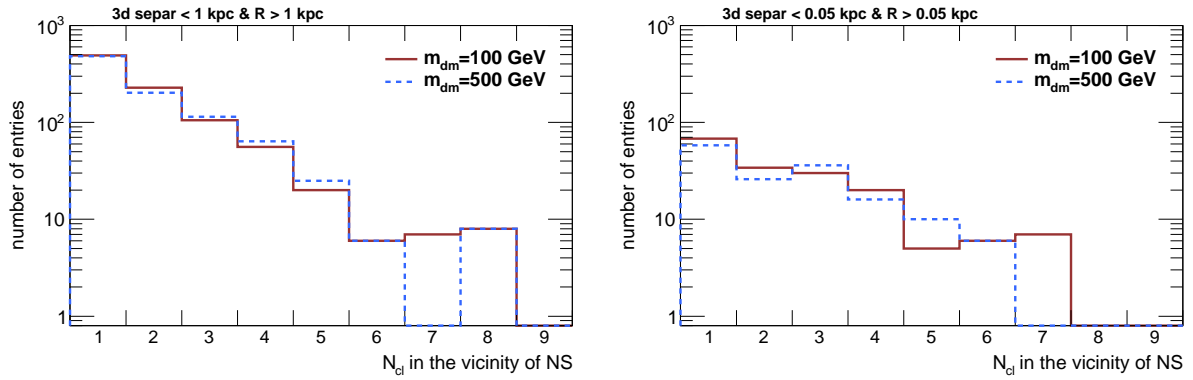 3d separ < 1 kpc & R > 1 kpc
number of entries
10³
10²
10
1
m_dm=100 GeV
m_dm=500 GeV
1 2 3 4 5 6 7 8 9
N_cl in the vicinity of NS
3d separ < 0.05 kpc & R > 0.05 kpc
number of entries
10³
10²
10
1
m_dm=100 GeV
m_dm=500 GeV
1 2 3 4 5 6 7 8 9
N_cl in the vicinity of NS